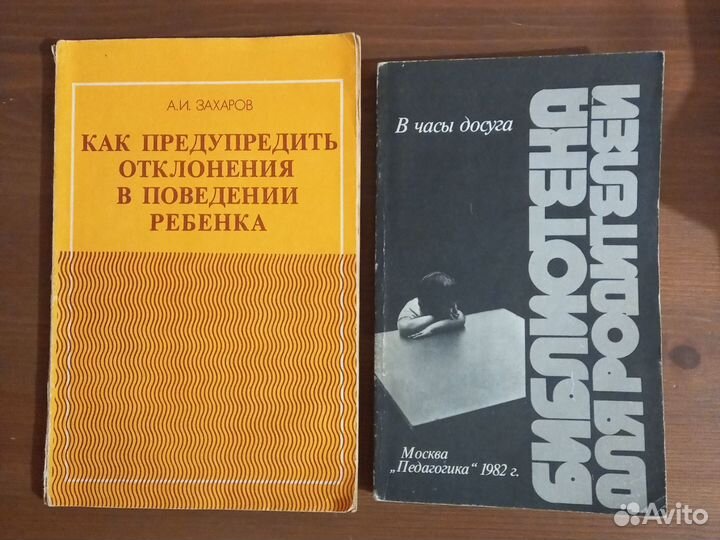 А.И. ЗАХАРОВ
КАК ПРЕДУПРЕДИТЬ
ОТКЛОНЕНИЯ
В ПОВЕДЕНИИ
РЕБЕНКА
В часы досуга
БИБЛИОТЕКА
ДЛЯ РОДИТЕЛЕЙ
Москва
„Педагогика“ 1982 г.
Avito